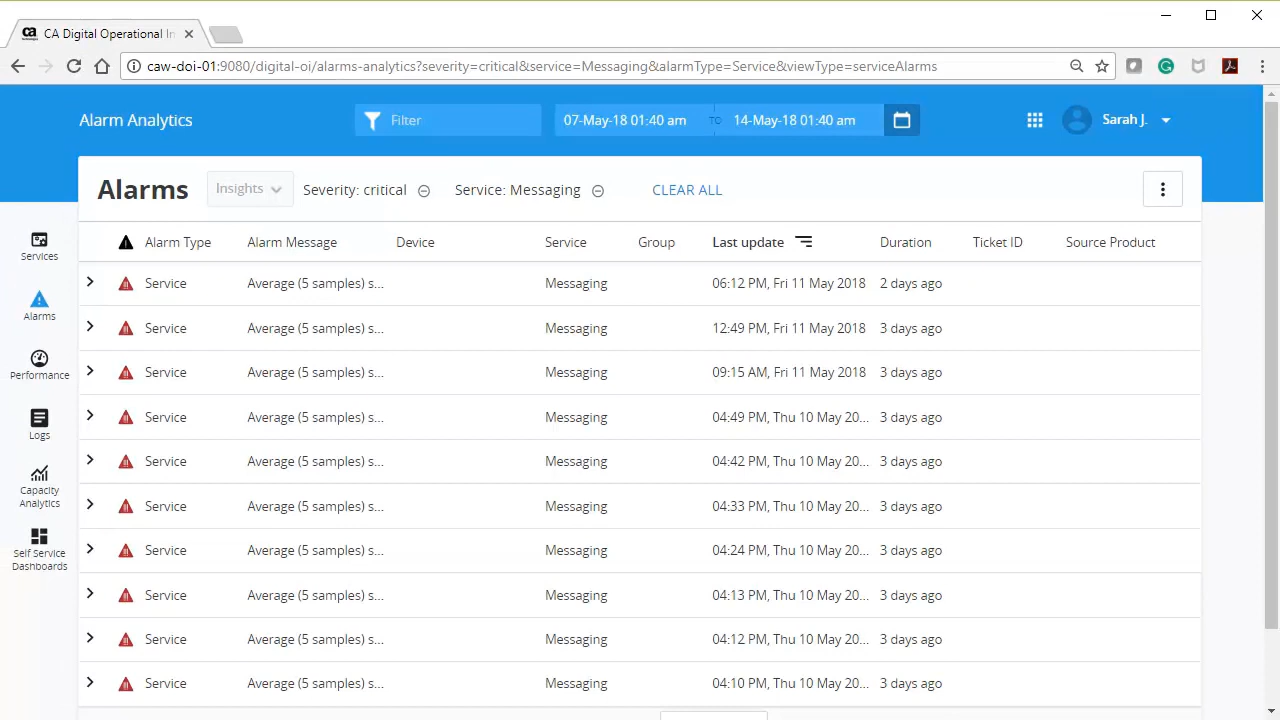 CA Digital Operational In
caw-doi-01:9080/digital-oi/alarms-analytics?severity=critical&service=Messaging&alarmType=Service&viewType=serviceAlarms
Alarm Analytics Filter 07-May-18 01:40 am TO 14-May-18 01:40 am Sarah J.
Alarms Insights Severity: critical Service: Messaging CLEAR ALL
Alarm Type Alarm Message Device Service Group Last update Duration Ticket ID Source Product
Service Average (5 samples) s... Messaging 06:12 PM, Fri 11 May 2018 2 days ago
Service Average (5 samples) s... Messaging 12:49 PM, Fri 11 May 2018 3 days ago
Service Average (5 samples) s... Messaging 09:15 AM, Fri 11 May 2018 3 days ago
Service Average (5 samples) s... Messaging 04:49 PM, Thu 10 May 20... 3 days ago
Service Average (5 samples) s... Messaging 04:42 PM, Thu 10 May 20... 3 days ago
Service Average (5 samples) s... Messaging 04:33 PM, Thu 10 May 20... 3 days ago
Service Average (5 samples) s... Messaging 04:24 PM, Thu 10 May 20... 3 days ago
Service Average (5 samples) s... Messaging 04:13 PM, Thu 10 May 20... 3 days ago
Service Average (5 samples) s... Messaging 04:12 PM, Thu 10 May 20... 3 days ago
Service Average (5 samples) s... Messaging 04:10 PM, Thu 10 May 20... 3 days ago
Services
Alarms
Performance
Logs
Capacity
Analytics
Self Service
Dashboards